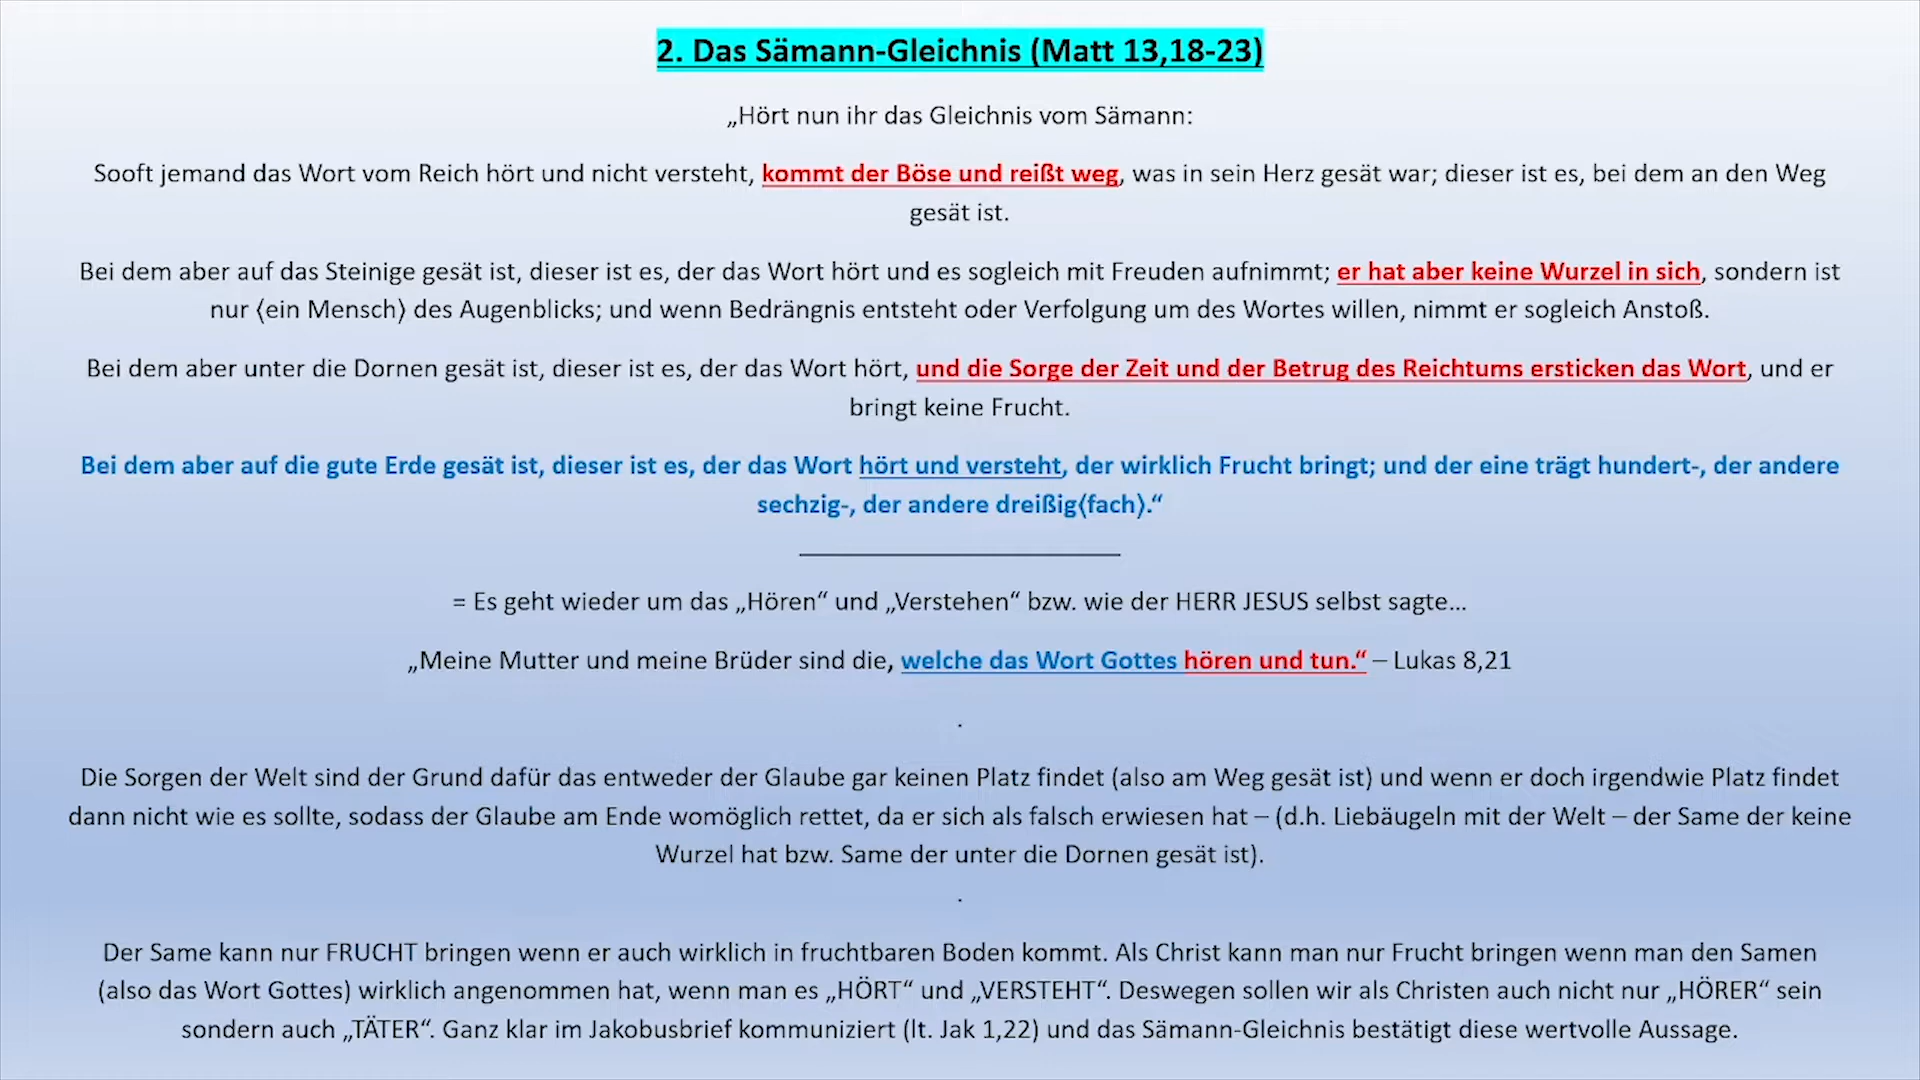 2. Das Sämann-Gleichnis (Matt 13,18-23)
„Hört nun ihr das Gleichnis vom Sämann:
Sooft jemand das Wort vom Reich hört und nicht versteht, kommt der Böse und reißt weg, was in sein Herz gesät war; dieser ist es, bei dem an den Weg
gesät ist.
Bei dem aber auf das Steinige gesät ist, dieser ist es, der das Wort hört und es sogleich mit Freuden aufnimmt; er hat aber keine Wurzel in sich, sondern ist
nur ⟨ein Mensch⟩ des Augenblicks; und wenn Bedrängnis entsteht oder Verfolgung um des Wortes willen, nimmt er sogleich Anstoß.
Bei dem aber unter die Dornen gesät ist, dieser ist es, der das Wort hört, und die Sorge der Zeit und der Betrug des Reichtums ersticken das Wort, und er
bringt keine Frucht.
Bei dem aber auf die gute Erde gesät ist, dieser ist es, der das Wort hört und versteht, der wirklich Frucht bringt; und der eine trägt hundert-, der andere
sechzig-, der andere dreißig⟨fach⟩.“
= Es geht wieder um das „Hören“ und „Verstehen“ bzw. wie der HERR JESUS selbst sagte...
„Meine Mutter und meine Brüder sind die, welche das Wort Gottes hören und tun.“ – Lukas 8,21
.
Die Sorgen der Welt sind der Grund dafür das entweder der Glaube gar keinen Platz findet (also am Weg gesät ist) und wenn er doch irgendwie Platz findet
dann nicht wie es sollte, sodass der Glaube am Ende womöglich rettet, da er sich als falsch erwiesen hat – (d.h. Liebäugeln mit der Welt – der Same der keine
Wurzel hat bzw. Same der unter die Dornen gesät ist).
.
Der Same kann nur FRUCHT bringen wenn er auch wirklich in fruchtbaren Boden kommt. Als Christ kann man nur Frucht bringen wenn man den Samen
(also das Wort Gottes) wirklich angenommen hat, wenn man es „HÖRT“ und „VERSTEHT“. Deswegen sollen wir als Christen auch nicht nur „HÖRER“ sein
sondern auch „TÄTER“. Ganz klar im Jakobusbrief kommuniziert (lt. Jak 1,22) und das Sämann-Gleichnis bestätigt diese wertvolle Aussage.